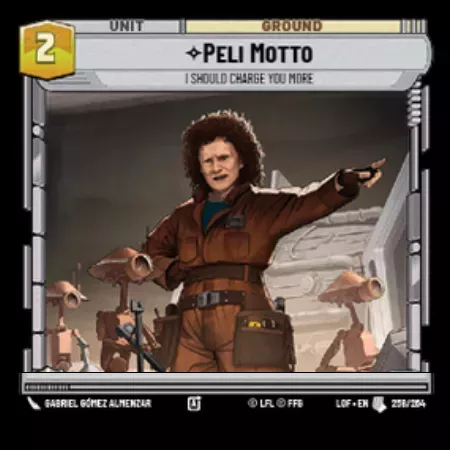 UNIT
GROUND
2
PELI MOTTO
I SHOULD CHARGE YOU MORE
GABRIEL GÓMEZ ALMENZAR
A
© LFL ℗ FFG
LOF • EN
256/264